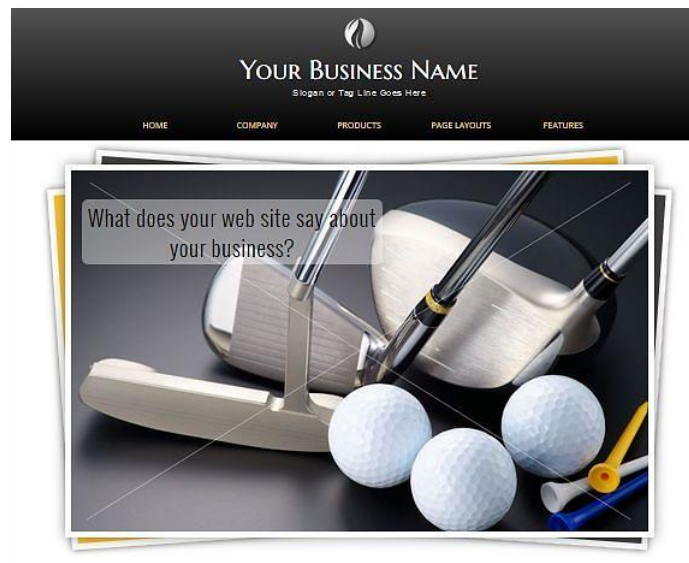 Your Business Name
Slogan or Tag Line Goes Here
HOME COMPANY PRODUCTS PAGE LAYOUTS FEATURES
What does your web site say about
your business?